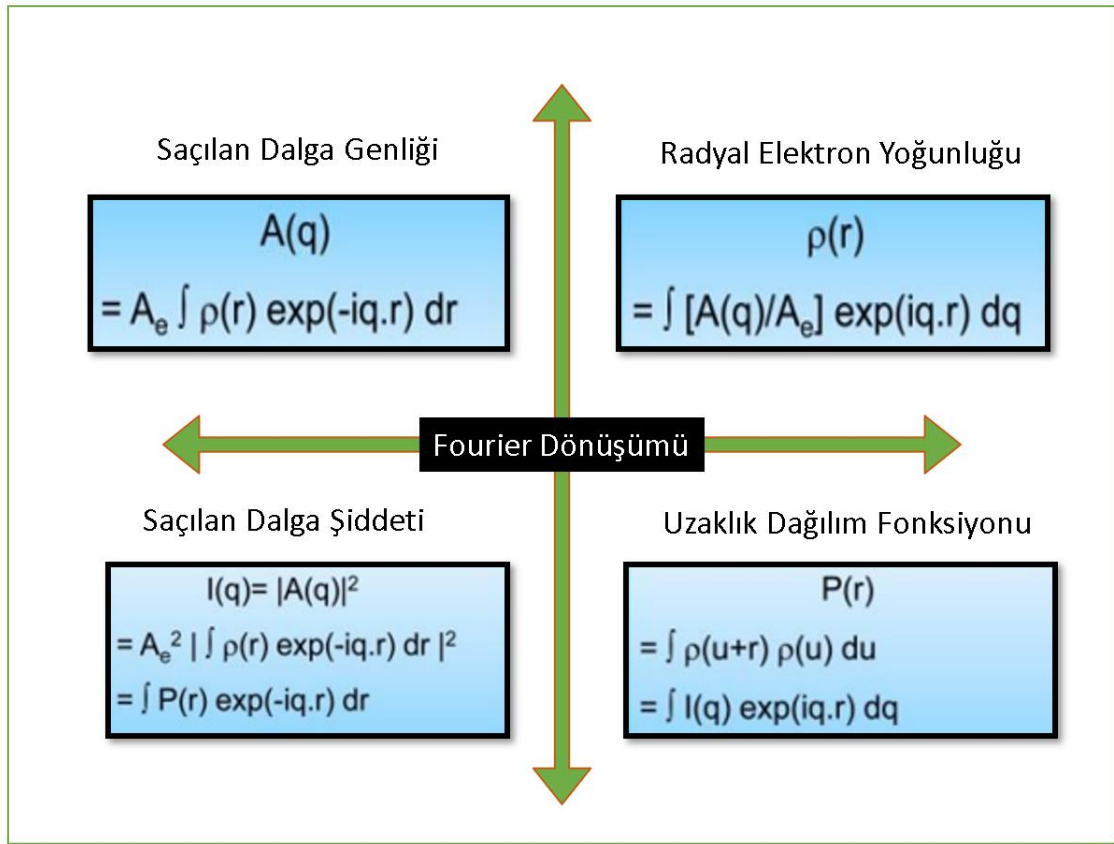 Saçılan Dalga Genliği
A(q)
= Aₑ ∫ ρ(r) exp(-iq.r) dr
Radyal Elektron Yoğunluğu
ρ(r)
= ∫ [A(q)/Aₑ] exp(iq.r) dq
Fourier Dönüşümü
Saçılan Dalga Şiddeti
I(q)= |A(q)|²
= Aₑ² | ∫ ρ(r) exp(-iq.r) dr |²
= ∫ P(r) exp(-iq.r) dr
Uzaklık Dağılım Fonksiyonu
P(r)
= ∫ ρ(u+r) ρ(u) du
= ∫ I(q) exp(iq.r) dq